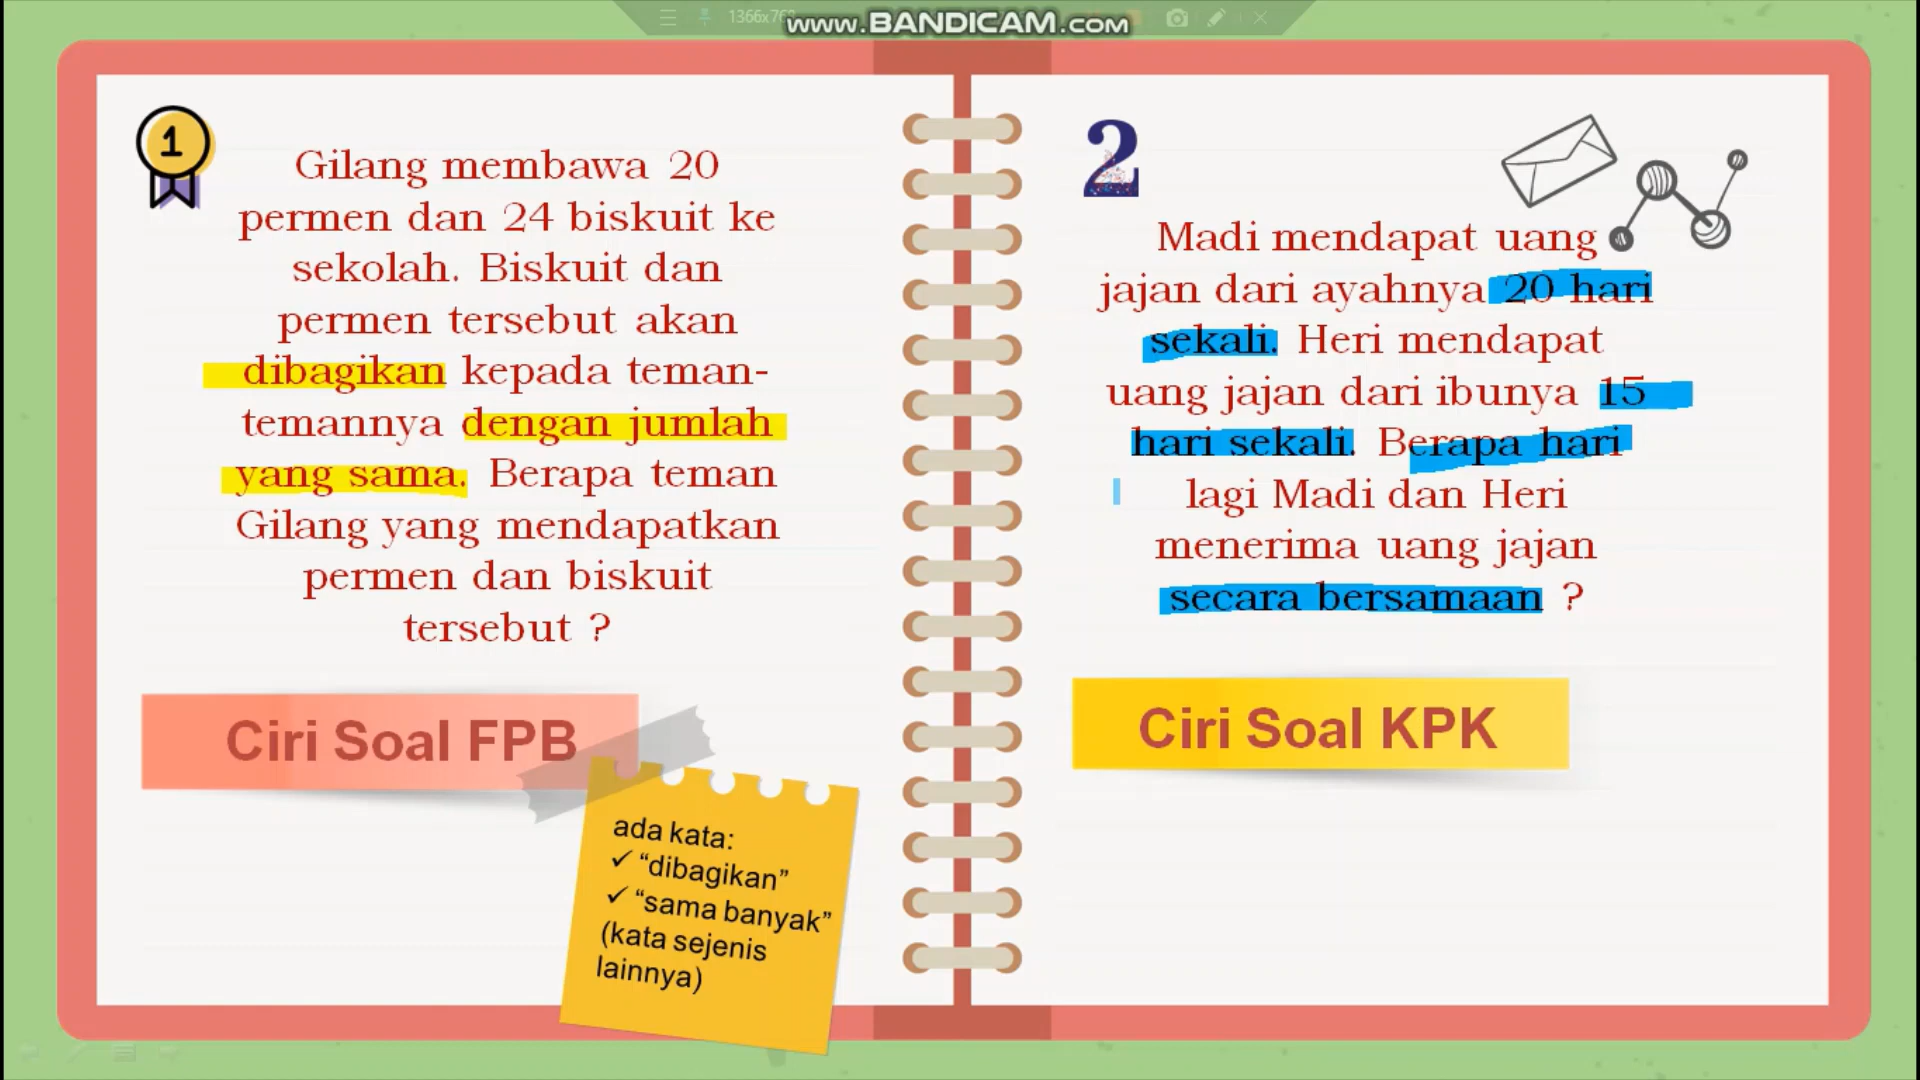 1366x76
www.BANDICAM.com
1
Gilang membawa 20
permen dan 24 biskuit ke
sekolah. Biskuit dan
permen tersebut akan
dibagikan kepada teman-
temannya dengan jumlah
yang sama. Berapa teman
Gilang yang mendapatkan
permen dan biskuit
tersebut ?
Ciri Soal FPB
ada kata:
✓ “dibagikan”
✓ “sama banyak”
(kata sejenis
lainnya)
2
Madi mendapat uang
jajan dari ayahnya 20 hari
sekali. Heri mendapat
uang jajan dari ibunya 15
hari sekali. Berapa hari
lagi Madi dan Heri
menerima uang jajan
secara bersamaan ?
Ciri Soal KPK